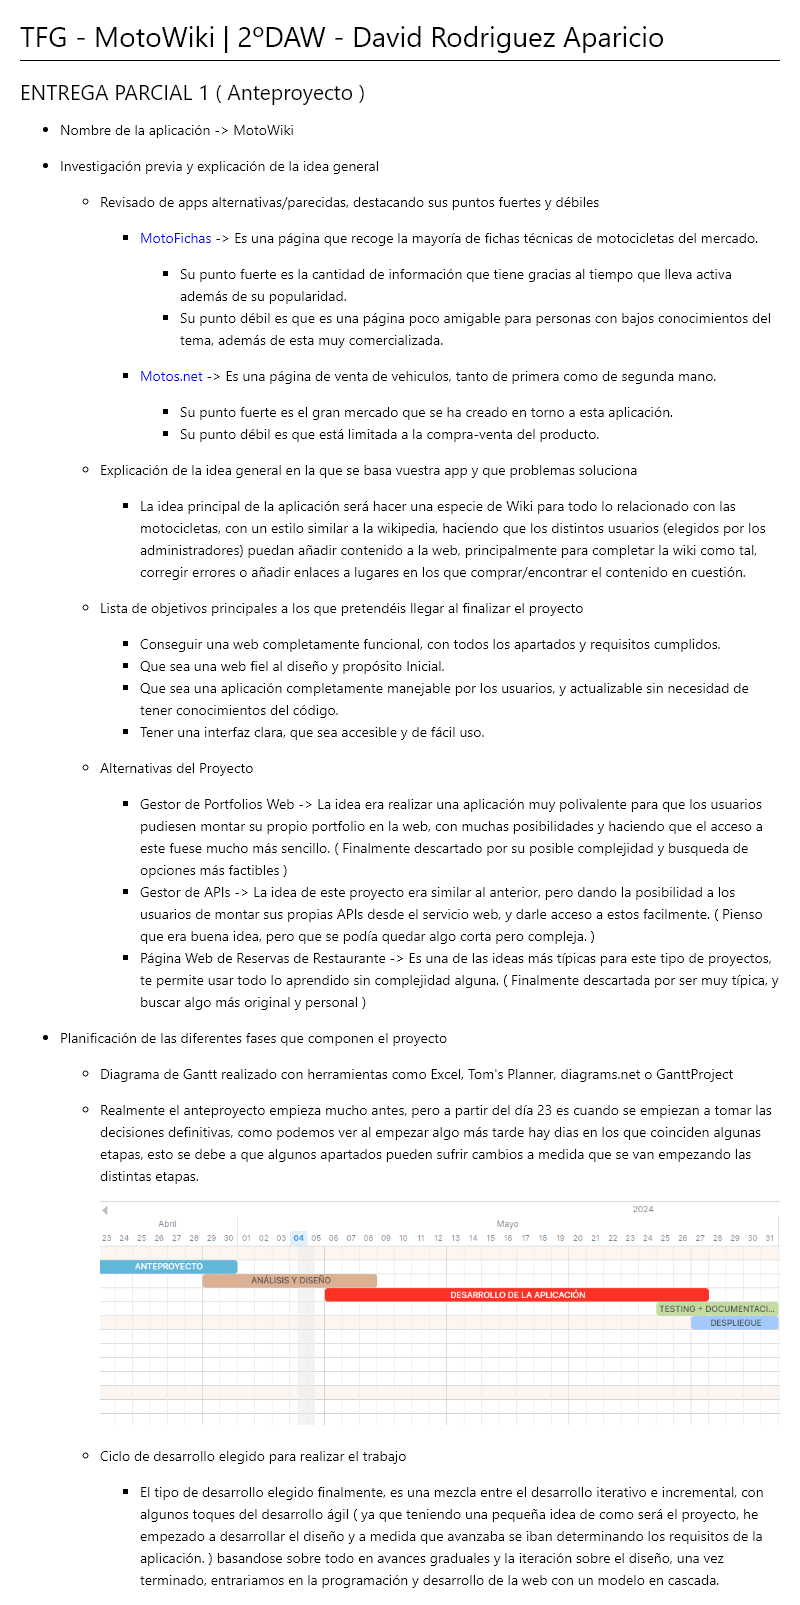 TFG - MotoWiki | 2ºDAW - David Rodriguez Aparicio
ENTREGA PARCIAL 1 ( Anteproyecto )
Nombre de la aplicación -> MotoWiki
Investigación previa y explicación de la idea general
Revisado de apps alternativas/parecidas, destacando sus puntos fuertes y débiles
MotoFichas -> Es una página que recoge la mayoría de fichas técnicas de motocicletas del mercado.
Su punto fuerte es la cantidad de información que tiene gracias al tiempo que lleva activa
además de su popularidad.
Su punto débil es que es una página poco amigable para personas con bajos conocimientos del
tema, además de esta muy comercializada.
Motos.net -> Es una página de venta de vehiculos, tanto de primera como de segunda mano.
Su punto fuerte es el gran mercado que se ha creado en torno a esta aplicación.
Su punto débil es que está limitada a la compra-venta del producto.
Explicación de la idea general en la que se basa vuestra app y que problemas soluciona
La idea principal de la aplicación será hacer una especie de Wiki para todo lo relacionado con las
motocicletas, con un estilo similar a la wikipedia, haciendo que los distintos usuarios (elegidos por los
administradores) puedan añadir contenido a la web, principalmente para completar la wiki como tal,
corregir errores o añadir enlaces a lugares en los que comprar/encontrar el contenido en cuestión.
Lista de objetivos principales a los que pretendéis llegar al finalizar el proyecto
Conseguir una web completamente funcional, con todos los apartados y requisitos cumplidos.
Que sea una web fiel al diseño y propósito Inicial.
Que sea una aplicación completamente manejable por los usuarios, y actualizable sin necesidad de
tener conocimientos del código.
Tener una interfaz clara, que sea accesible y de fácil uso.
Alternativas del Proyecto
Gestor de Portfolios Web -> La idea era realizar una aplicación muy polivalente para que los usuarios
pudiesen montar su propio portfolio en la web, con muchas posibilidades y haciendo que el acceso a
este fuese mucho más sencillo. ( Finalmente descartado por su posible complejidad y busqueda de
opciones más factibles )
Gestor de APIs -> La idea de este proyecto era similar al anterior, pero dando la posibilidad a los
usuarios de montar sus propias APIs desde el servicio web, y darle acceso a estos facilmente. ( Pienso
que era buena idea, pero que se podía quedar algo corta pero compleja. )
Página Web de Reservas de Restaurante -> Es una de las ideas más típicas para este tipo de proyectos,
te permite usar todo lo aprendido sin complejidad alguna. ( Finalmente descartada por ser muy típica, y
buscar algo más original y personal )
Planificación de las diferentes fases que componen el proyecto
Diagrama de Gantt realizado con herramientas como Excel, Tom's Planner, diagrams.net o GanttProject
Realmente el anteproyecto empieza mucho antes, pero a partir del día 23 es cuando se empiezan a tomar las
decisiones definitivas, como podemos ver al empezar algo más tarde hay dias en los que coinciden algunas
etapas, esto se debe a que algunos apartados pueden sufrir cambios a medida que se van empezando las
distintas etapas.
2024
Abril Mayo
23 24 25 26 27 28 29 30 01 02 03 04 05 06 07 08 09 10 11 12 13 14 15 16 17 18 19 20 21 22 23 24 25 26 27 28 29 30 31
ANTEPROYECTO
ANÁLISIS Y DISEÑO
DESARROLLO DE LA APLICACIÓN
TESTING + DOCUMENTACI...
DESPLIEGUE
Ciclo de desarrollo elegido para realizar el trabajo
El tipo de desarrollo elegido finalmente, es una mezcla entre el desarrollo iterativo e incremental, con
algunos toques del desarrollo ágil ( ya que teniendo una pequeña idea de como será el proyecto, he
empezado a desarrollar el diseño y a medida que avanzaba se iban determinando los requisitos de la
aplicación. ) basandose sobre todo en avances graduales y la iteración sobre el diseño, una vez
terminado, entrariamos en la programación y desarrollo de la web con un modelo en cascada.